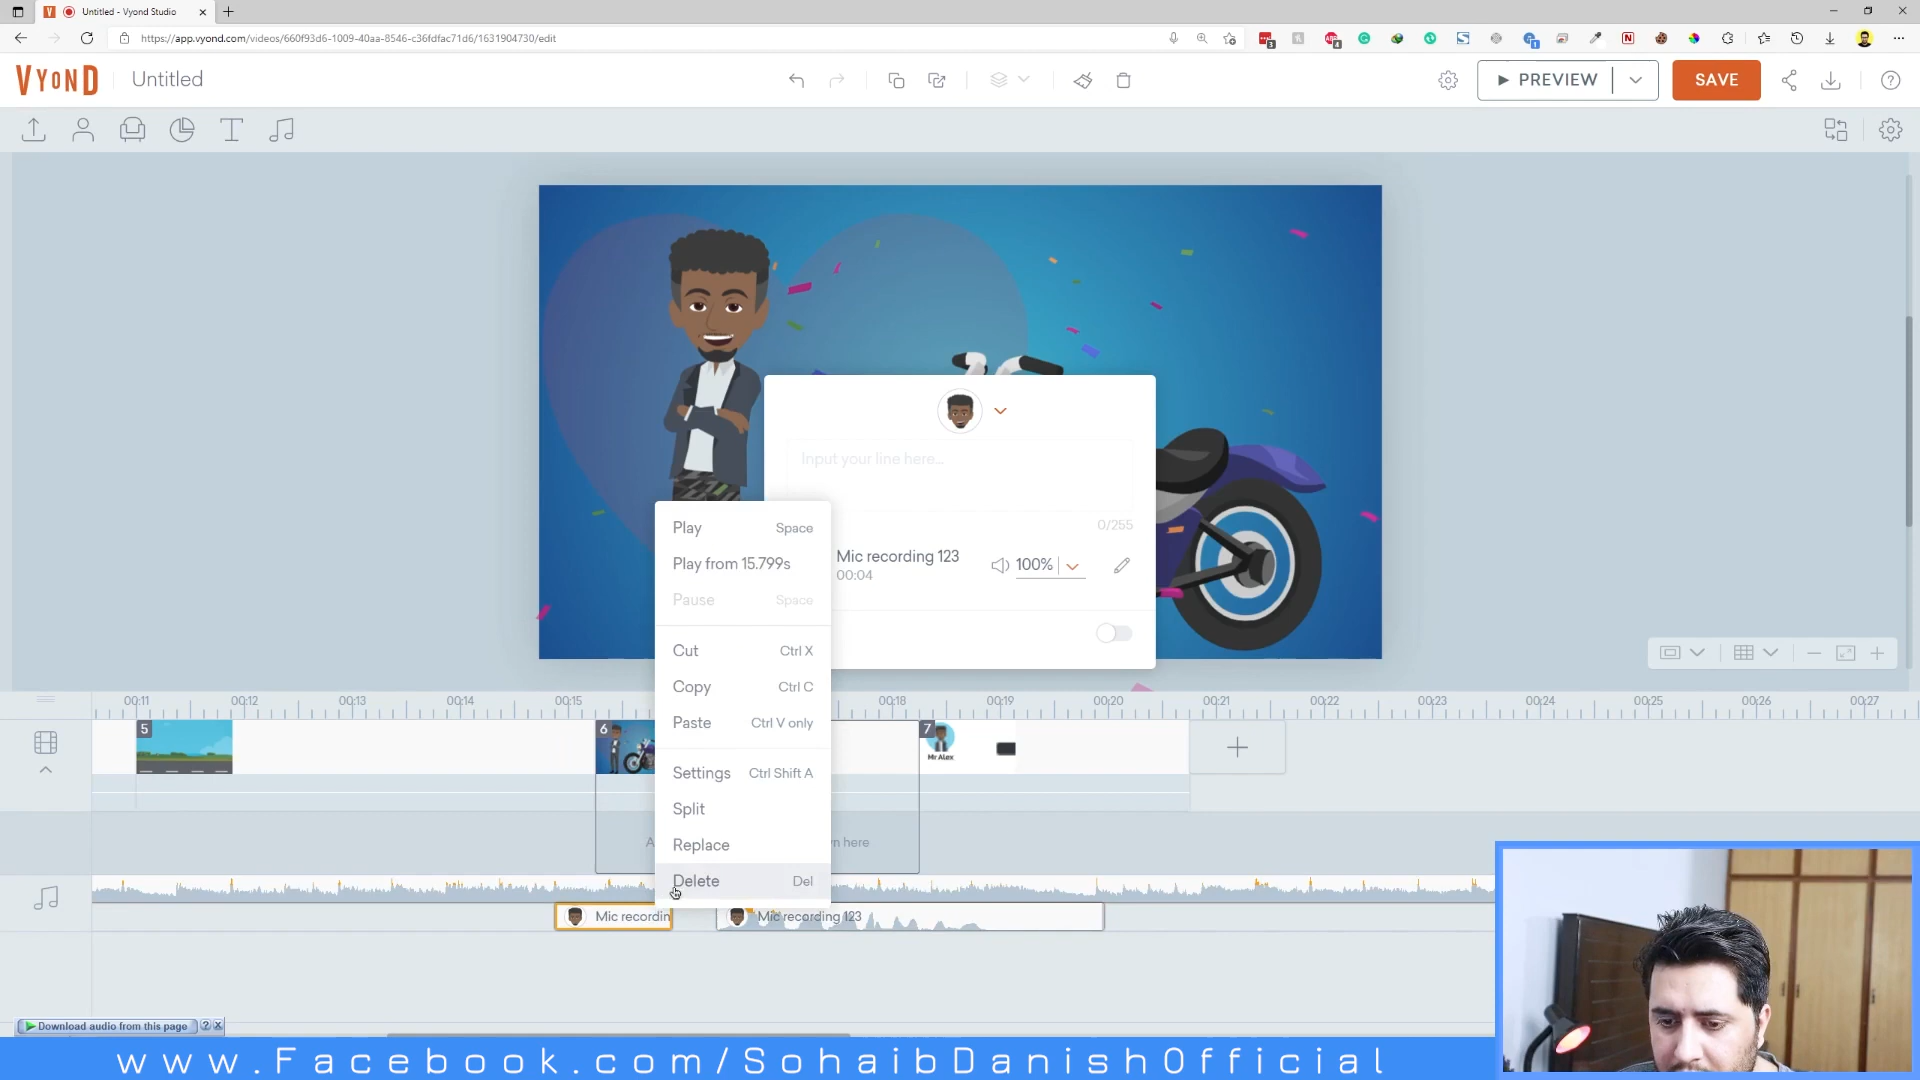 Untitled - Vyond Studio
https://app.vyond.com/videos/660f93d6-1009-40aa-8546-c36fdfac71d6/1631904730/edit
VYOND
Untitled
PREVIEW
SAVE
Input your line here...
0/255
Mic recording 123
00:04
100%
Play Space
Play from 15.799s
Pause Space
Cut Ctrl X
Copy Ctrl C
Paste Ctrl V only
Settings Ctrl Shift A
Split
Replace
Delete Del
00:11 00:12 00:13 00:14 00:15 00:18 00:19 00:20 00:21 00:22 00:23 00:24 00:25 00:26 00:27
5 6 7
Mr Alex
A
n here
Mic recordin
Mic recording 123
Download audio from this page
www.Facebook.com/SohaibDanishOfficial